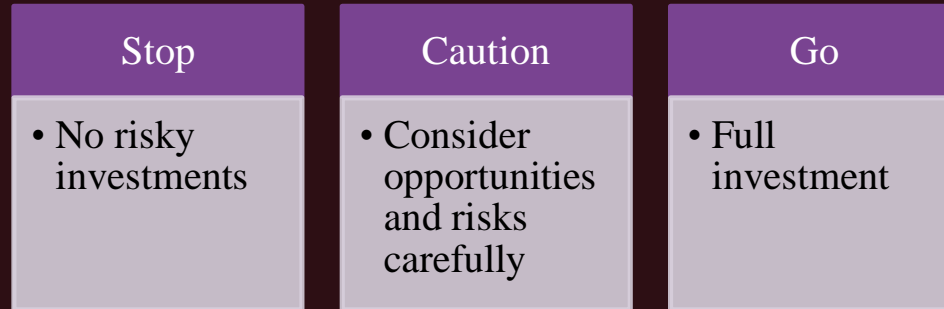 Stop
• No risky
investments
Caution
• Consider
opportunities
and risks
carefully
Go
• Full
investment